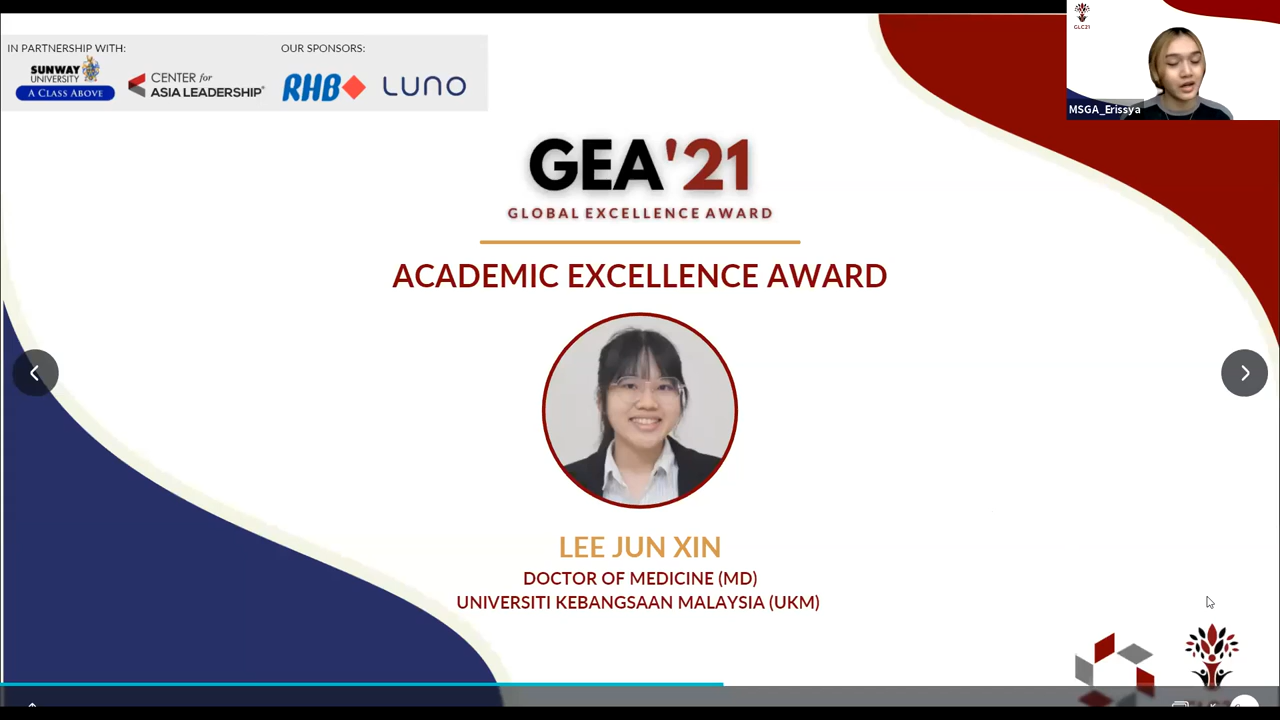 IN PARTNERSHIP WITH:
OUR SPONSORS:
SUNWAY
UNIVERSITY
A CLASS ABOVE
CENTER for
ASIA LEADERSHIP
RHB
LUNO
GLC21
MSGA_Erissya
GEA'21
GLOBAL EXCELLENCE AWARD
ACADEMIC EXCELLENCE AWARD
LEE JUN XIN
DOCTOR OF MEDICINE (MD)
UNIVERSITI KEBANGSAAN MALAYSIA (UKM)